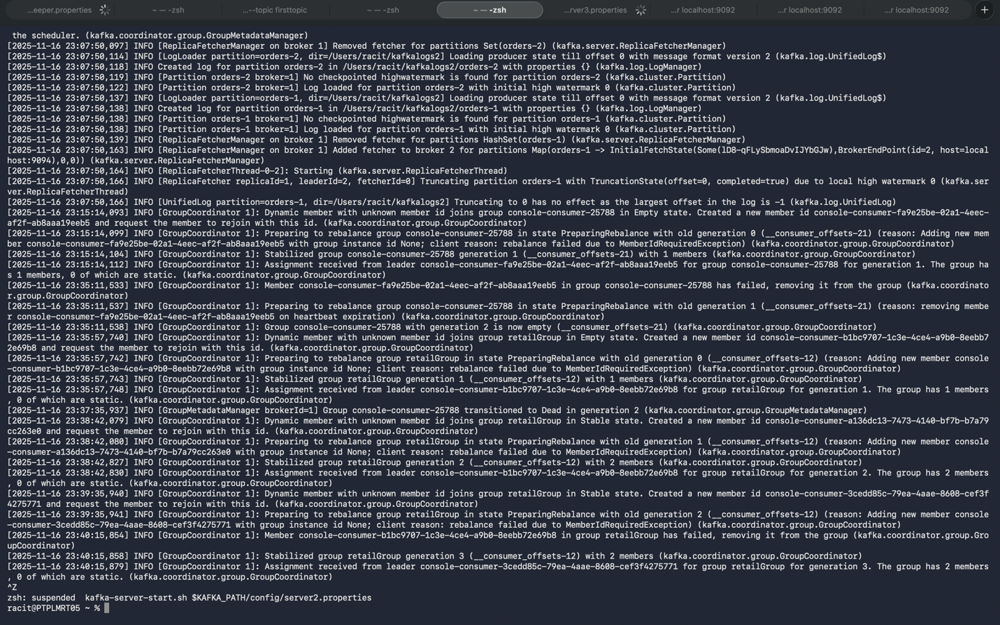 ...eeper.properties
~ — -zsh
...--topic firsttopic
~ — -zsh
~ — -zsh
...rver3.properties
...r localhost:9092
...r localhost:9092
...r localhost:9092
+
 the scheduler. (kafka.coordinator.group.GroupMetadataManager)
[2025-11-16 23:07:50,097] INFO [ReplicaFetcherManager on broker 1] Removed fetcher for partitions Set(orders-2) (kafka.server.ReplicaFetcherManager)
[2025-11-16 23:07:50,114] INFO [LogLoader partition=orders-2, dir=/Users/racit/kafkalogs2] Loading producer state till offset 0 with message format version 2 (kafka.log.UnifiedLog$)
[2025-11-16 23:07:50,118] INFO Created log for partition orders-2 in /Users/racit/kafkalogs2/orders-2 with properties {} (kafka.log.LogManager)
[2025-11-16 23:07:50,119] INFO [Partition orders-2 broker=1] No checkpointed highwatermark is found for partition orders-2 (kafka.cluster.Partition)
[2025-11-16 23:07:50,122] INFO [Partition orders-2 broker=1] Log loaded for partition orders-2 with initial high watermark 0 (kafka.cluster.Partition)
[2025-11-16 23:07:50,137] INFO [LogLoader partition=orders-1, dir=/Users/racit/kafkalogs2] Loading producer state till offset 0 with message format version 2 (kafka.log.UnifiedLog$)
[2025-11-16 23:07:50,138] INFO Created log for partition orders-1 in /Users/racit/kafkalogs2/orders-1 with properties {} (kafka.log.LogManager)
[2025-11-16 23:07:50,138] INFO [Partition orders-1 broker=1] No checkpointed highwatermark is found for partition orders-1 (kafka.cluster.Partition)
[2025-11-16 23:07:50,138] INFO [Partition orders-1 broker=1] Log loaded for partition orders-1 with initial high watermark 0 (kafka.cluster.Partition)
[2025-11-16 23:07:50,139] INFO [ReplicaFetcherManager on broker 1] Removed fetcher for partitions HashSet(orders-1) (kafka.server.ReplicaFetcherManager)
[2025-11-16 23:07:50,163] INFO [ReplicaFetcherManager on broker 1] Added fetcher to broker 2 for partitions Map(orders-1 -> InitialFetchState(Some(lD8-qFLySbmoaDvIJYbGJw),BrokerEndPoint(id=2, host=local
host:9094),0,0)) (kafka.server.ReplicaFetcherManager)
[2025-11-16 23:07:50,164] INFO [ReplicaFetcherThread-0-2]: Starting (kafka.server.ReplicaFetcherThread)
[2025-11-16 23:07:50,166] INFO [ReplicaFetcher replicaId=1, leaderId=2, fetcherId=0] Truncating partition orders-1 with TruncationState(offset=0, completed=true) due to local high watermark 0 (kafka.ser
ver.ReplicaFetcherThread)
[2025-11-16 23:07:50,166] INFO [UnifiedLog partition=orders-1, dir=/Users/racit/kafkalogs2] Truncating to 0 has no effect as the largest offset in the log is -1 (kafka.log.UnifiedLog)
[2025-11-16 23:15:14,093] INFO [GroupCoordinator 1]: Dynamic member with unknown member id joins group console-consumer-25788 in Empty state. Created a new member id console-consumer-fa9e25be-02a1-4eec-
af2f-ab8aaa19eeb5 and request the member to rejoin with this id. (kafka.coordinator.group.GroupCoordinator)
[2025-11-16 23:15:14,099] INFO [GroupCoordinator 1]: Preparing to rebalance group console-consumer-25788 in state PreparingRebalance with old generation 0 (__consumer_offsets-21) (reason: Adding new mem
ber console-consumer-fa9e25be-02a1-4eec-af2f-ab8aaa19eeb5 with group instance id None; client reason: rebalance failed due to MemberIdRequiredException) (kafka.coordinator.group.GroupCoordinator)
[2025-11-16 23:15:14,104] INFO [GroupCoordinator 1]: Stabilized group console-consumer-25788 generation 1 (__consumer_offsets-21) with 1 members (kafka.coordinator.group.GroupCoordinator)
[2025-11-16 23:15:14,112] INFO [GroupCoordinator 1]: Assignment received from leader console-consumer-fa9e25be-02a1-4eec-af2f-ab8aaa19eeb5 for group console-consumer-25788 for generation 1. The group ha
s 1 members, 0 of which are static. (kafka.coordinator.group.GroupCoordinator)
[2025-11-16 23:35:11,533] INFO [GroupCoordinator 1]: Member console-consumer-fa9e25be-02a1-4eec-af2f-ab8aaa19eeb5 in group console-consumer-25788 has failed, removing it from the group (kafka.coordinato
r.group.GroupCoordinator)
[2025-11-16 23:35:11,537] INFO [GroupCoordinator 1]: Preparing to rebalance group console-consumer-25788 in state PreparingRebalance with old generation 1 (__consumer_offsets-21) (reason: removing membe
r console-consumer-fa9e25be-02a1-4eec-af2f-ab8aaa19eeb5 on heartbeat expiration) (kafka.coordinator.group.GroupCoordinator)
[2025-11-16 23:35:11,538] INFO [GroupCoordinator 1]: Group console-consumer-25788 with generation 2 is now empty (__consumer_offsets-21) (kafka.coordinator.group.GroupCoordinator)
[2025-11-16 23:35:57,740] INFO [GroupCoordinator 1]: Dynamic member with unknown member id joins group retailGroup in Empty state. Created a new member id console-consumer-b1bc9707-1c3e-4ce4-a9b0-8eebb7
2e69b8 and request the member to rejoin with this id. (kafka.coordinator.group.GroupCoordinator)
[2025-11-16 23:35:57,742] INFO [GroupCoordinator 1]: Preparing to rebalance group retailGroup in state PreparingRebalance with old generation 0 (__consumer_offsets-12) (reason: Adding new member console
-consumer-b1bc9707-1c3e-4ce4-a9b0-8eebb72e69b8 with group instance id None; client reason: rebalance failed due to MemberIdRequiredException) (kafka.coordinator.group.GroupCoordinator)
[2025-11-16 23:35:57,743] INFO [GroupCoordinator 1]: Stabilized group retailGroup generation 1 (__consumer_offsets-12) with 1 members (kafka.coordinator.group.GroupCoordinator)
[2025-11-16 23:35:57,748] INFO [GroupCoordinator 1]: Assignment received from leader console-consumer-b1bc9707-1c3e-4ce4-a9b0-8eebb72e69b8 for group retailGroup for generation 1. The group has 1 members
, 0 of which are static. (kafka.coordinator.group.GroupCoordinator)
[2025-11-16 23:37:35,937] INFO [GroupMetadataManager brokerId=1] Group console-consumer-25788 transitioned to Dead in generation 2 (kafka.coordinator.group.GroupMetadataManager)
[2025-11-16 23:38:42,079] INFO [GroupCoordinator 1]: Dynamic member with unknown member id joins group retailGroup in Stable state. Created a new member id console-consumer-a136dc13-7473-4140-bf7b-b7a79
cc263e0 and request the member to rejoin with this id. (kafka.coordinator.group.GroupCoordinator)
[2025-11-16 23:38:42,080] INFO [GroupCoordinator 1]: Preparing to rebalance group retailGroup in state PreparingRebalance with old generation 1 (__consumer_offsets-12) (reason: Adding new member console
-consumer-a136dc13-7473-4140-bf7b-b7a79cc263e0 with group instance id None; client reason: rebalance failed due to MemberIdRequiredException) (kafka.coordinator.group.GroupCoordinator)
[2025-11-16 23:38:42,827] INFO [GroupCoordinator 1]: Stabilized group retailGroup generation 2 (__consumer_offsets-12) with 2 members (kafka.coordinator.group.GroupCoordinator)
[2025-11-16 23:38:42,830] INFO [GroupCoordinator 1]: Assignment received from leader console-consumer-b1bc9707-1c3e-4ce4-a9b0-8eebb72e69b8 for group retailGroup for generation 2. The group has 2 members
, 0 of which are static. (kafka.coordinator.group.GroupCoordinator)
[2025-11-16 23:39:35,940] INFO [GroupCoordinator 1]: Dynamic member with unknown member id joins group retailGroup in Stable state. Created a new member id console-consumer-3cedd85c-79ea-4aae-8608-cef3f
4275771 and request the member to rejoin with this id. (kafka.coordinator.group.GroupCoordinator)
[2025-11-16 23:39:35,941] INFO [GroupCoordinator 1]: Preparing to rebalance group retailGroup in state PreparingRebalance with old generation 2 (__consumer_offsets-12) (reason: Adding new member console
-consumer-3cedd85c-79ea-4aae-8608-cef3f4275771 with group instance id None; client reason: rebalance failed due to MemberIdRequiredException) (kafka.coordinator.group.GroupCoordinator)
[2025-11-16 23:40:15,854] INFO [GroupCoordinator 1]: Member console-consumer-b1bc9707-1c3e-4ce4-a9b0-8eebb72e69b8 in group retailGroup has failed, removing it from the group (kafka.coordinator.group.Gro
upCoordinator)
[2025-11-16 23:40:15,858] INFO [GroupCoordinator 1]: Stabilized group retailGroup generation 3 (__consumer_offsets-12) with 2 members (kafka.coordinator.group.GroupCoordinator)
[2025-11-16 23:40:15,879] INFO [GroupCoordinator 1]: Assignment received from leader console-consumer-3cedd85c-79ea-4aae-8608-cef3f4275771 for group retailGroup for generation 3. The group has 2 members
, 0 of which are static. (kafka.coordinator.group.GroupCoordinator)
^Z
zsh: suspended  kafka-server-start.sh $KAFKA_PATH/config/server2.properties
racit@PTPLMRT05 ~ %